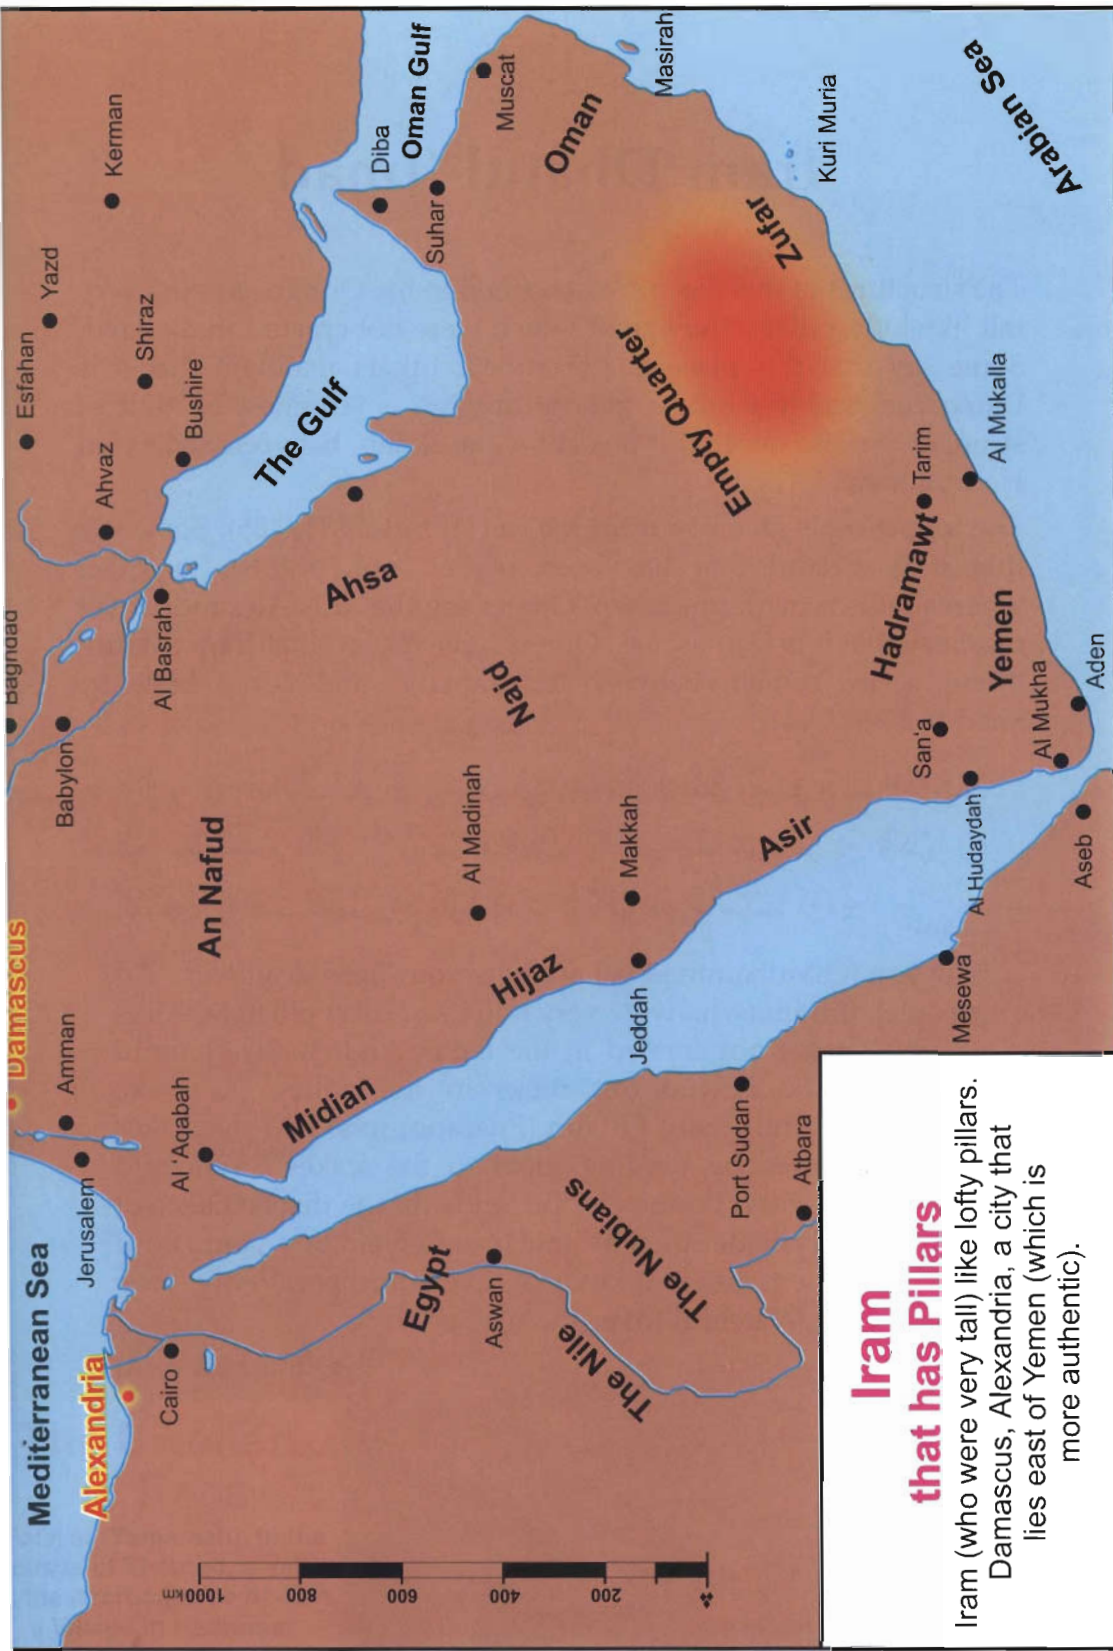 Mediterranean Sea
Alexandria
Damascus
Amman
Jerusalem
Al 'Aqabah
Cairo
Baghdad
Babylon
Al Basrah
Ahvaz
Esfahan
Yazd
Shiraz
Kerman
Bushire
The Gulf
Diba
Oman Gulf
Suhar
Muscat
Oman
Masirah
Kuri Muria
Arabian Sea
Zufar
Empty Quarter
Ahsa
Najd
An Nafud
Al Madinah
Makkah
Hijaz
Jeddah
Midian
Asir
Egypt
Aswan
The Nubians
The Nile
Port Sudan
Atbara
Mesewa
Al Hudaydah
San'a
Hadramawt
Tarim
Al Mukalla
Yemen
Al Mukha
Aden
Aseb
1000km
800
600
400
200
Iram
that has Pillars
Iram (who were very tall) like lofty pillars.
Damascus, Alexandria, a city that
lies east of Yemen (which is
more authentic).